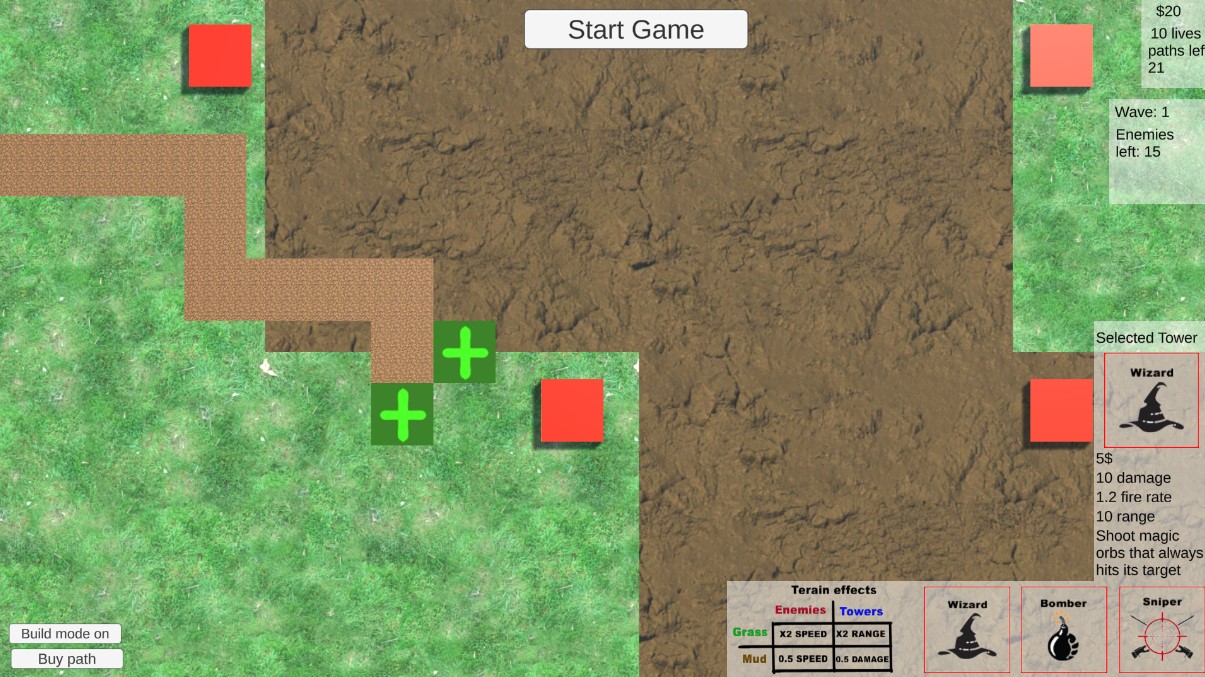 Start Game
$20
10 lives
paths lef
21
Wave: 1
Enemies
left: 15
Selected Tower
Wizard
5$
10 damage
1.2 fire rate
10 range
Shoot magic
orbs that always
hits its target
Terain effects
Enemies Towers
Grass X2 SPEED X2 RANGE
Mud 0.5 SPEED 0.5 DAMAGE
Wizard
Bomber
Sniper
Build mode on
Buy path